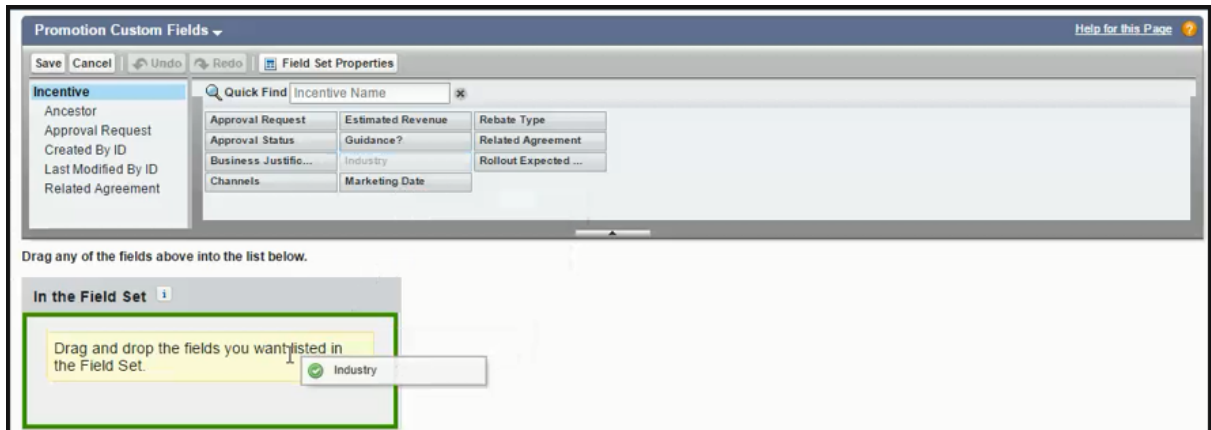 Promotion Custom Fields
Help for this Page
Save Cancel Undo Redo Field Set Properties
Incentive
Ancestor
Approval Request
Created By ID
Last Modified By ID
Related Agreement
Quick Find Incentive Name
Approval Request Estimated Revenue Rebate Type
Approval Status Guidance? Related Agreement
Business Justific... Industry Rollout Expected ...
Channels Marketing Date
Drag any of the fields above into the list below.
In the Field Set
Drag and drop the fields you want listed in
the Field Set.
Industry